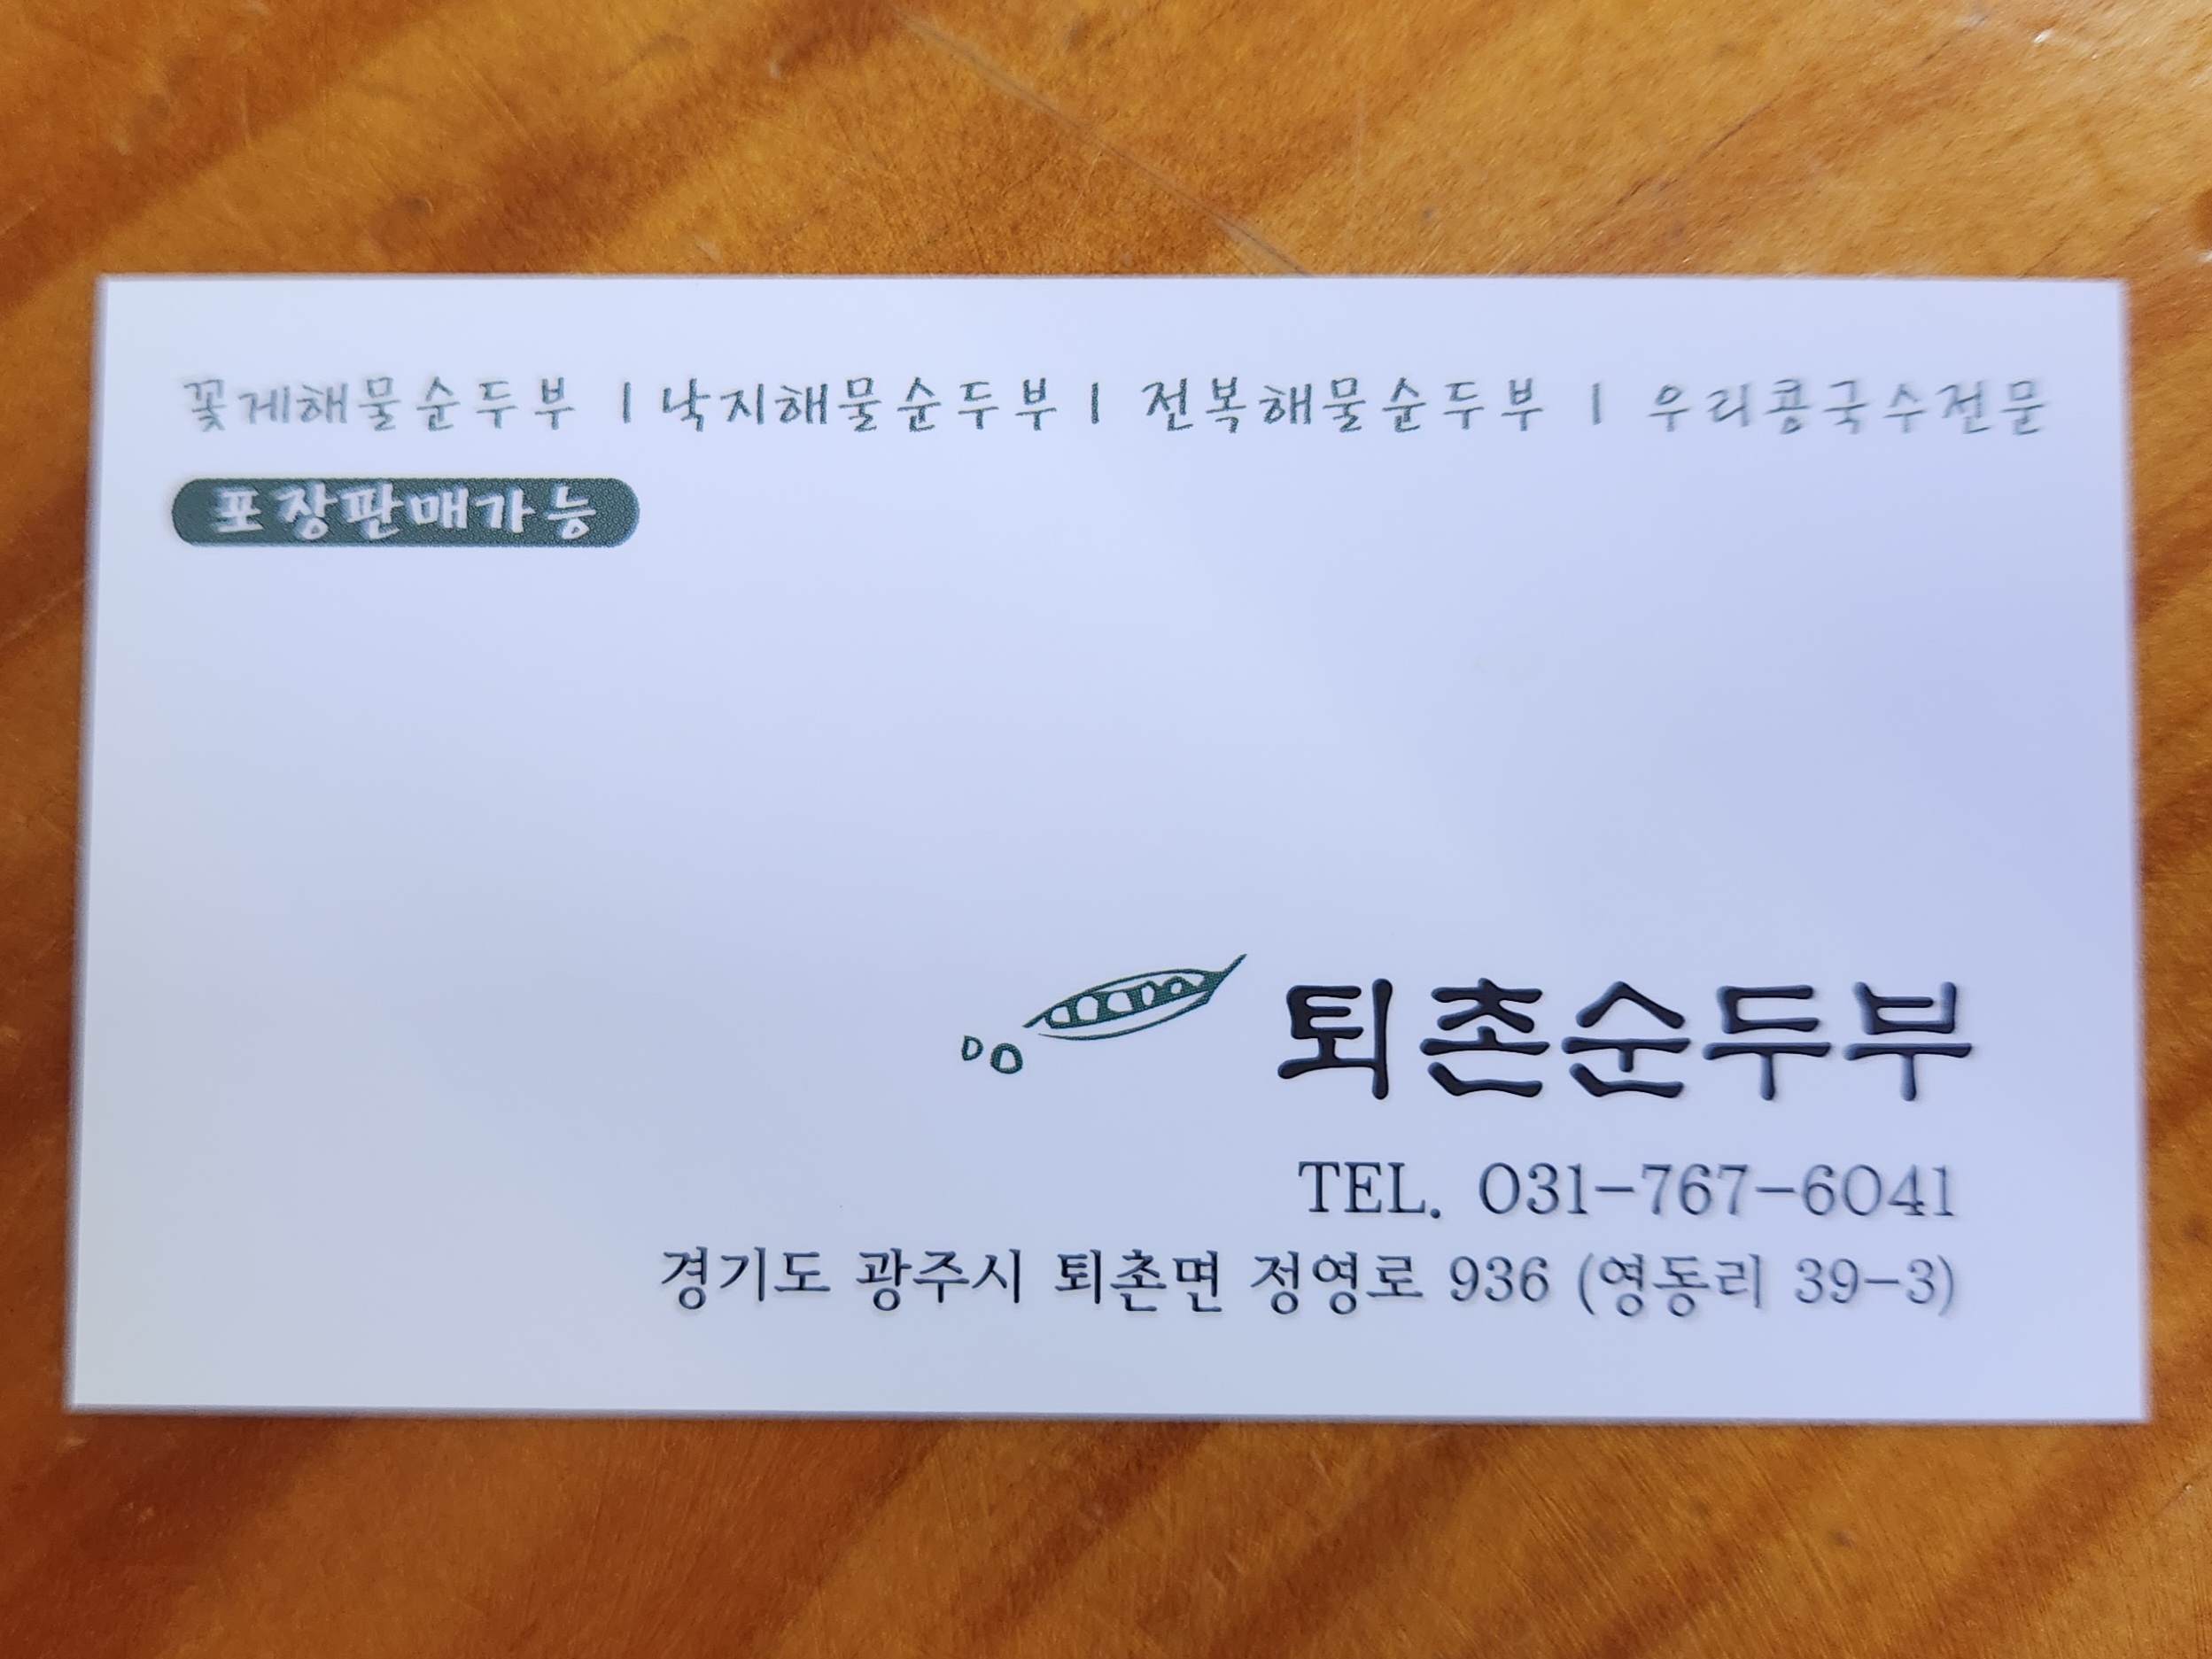 꽃게해물순두부 | 낙지해물순두부 | 전복해물순두부 | 우리콩국수전문
포장판매가능
퇴촌순두부
TEL. 031-767-6041
경기도 광주시 퇴촌면 정영로 936 (영동리 39-3)